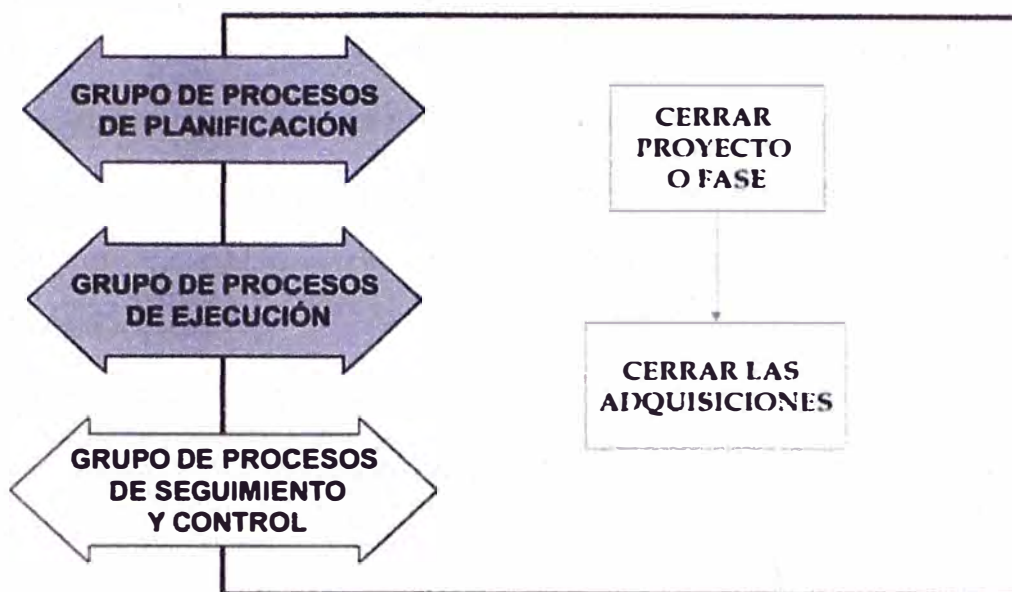 GRUPO DE PROCESOS
DE PLANIFICACIÓN
GRUPO DE PROCESOS
DE EJECUCIÓN
GRUPO DE PROCESOS
DE SEGUIMIENTO
Y CONTROL
CERRAR
PROYECTO
O FASE
CERRAR LAS
ADQUISICIONES